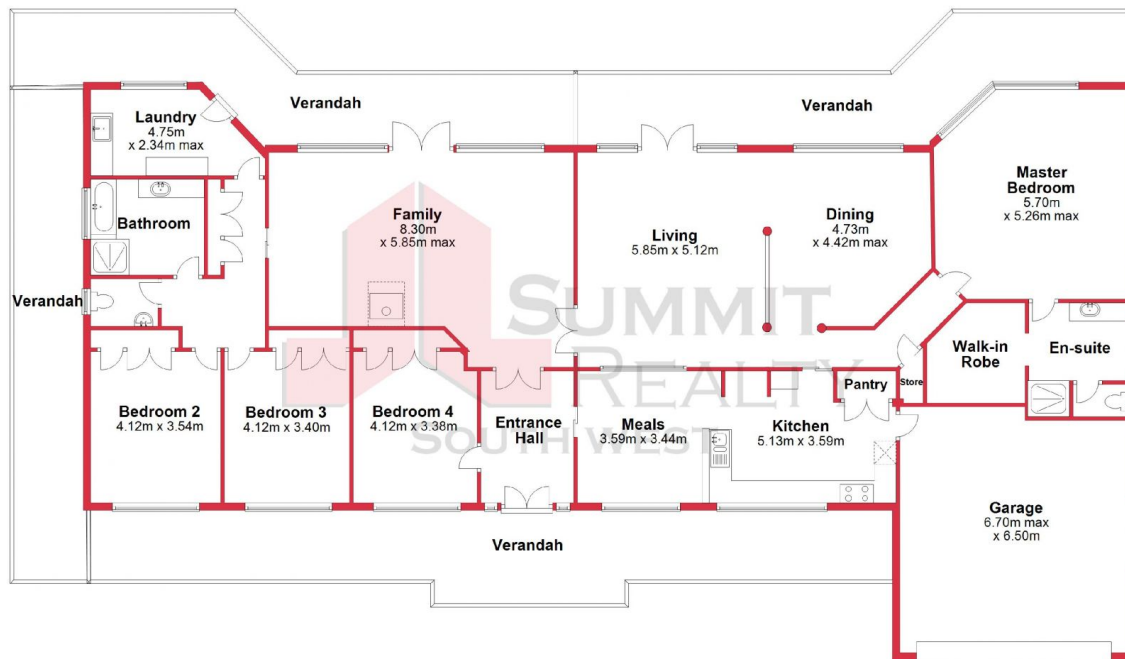 Verandah
Verandah
Laundry
4.75m
x 2.34m max
Master
Bedroom
5.70m
x 5.26m max
Bathroom
Family
8.30m
x 5.85m max
Living
5.85m x 5.12m
Dining
4.73m
x 4.42m max
Verandah
SUMMIT
REALTY
SOUTH WEST
Walk-in
Robe
En-suite
Store
Pantry
Bedroom 2
4.12m x 3.54m
Bedroom 3
4.12m x 3.40m
Bedroom 4
4.12m x 3.38m
Entrance
Hall
Meals
3.59m x 3.44m
Kitchen
5.13m x 3.59m
Garage
6.70m max
x 6.50m
Verandah